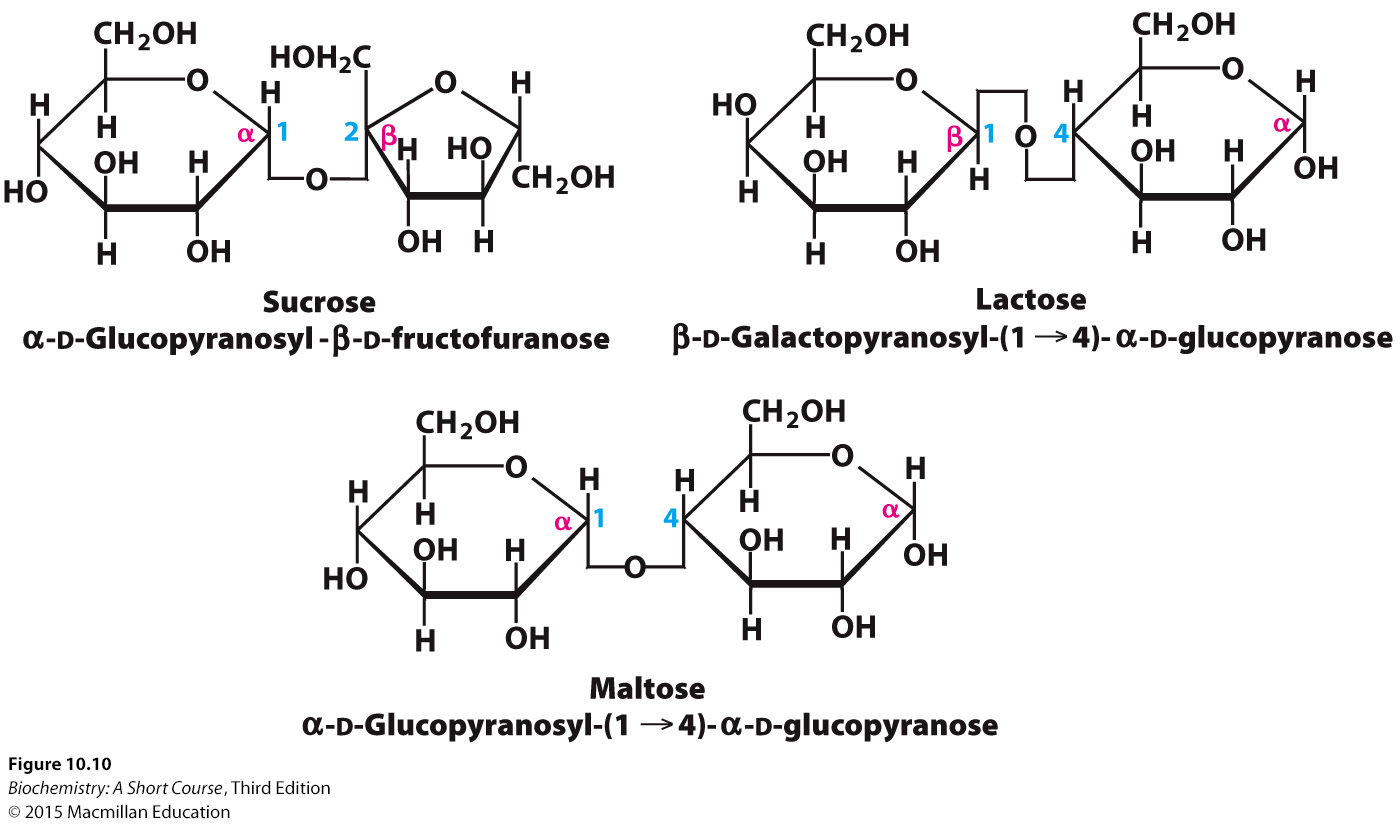 CH₂OH
HOH₂C
O
O
H
H
H
α
1
2
β
H
H
HO
OH
H
CH₂OH
HO
O
OH
H
H
OH
H
Sucrose
α-D-Glucopyranosyl-β-D-fructofuranose
CH₂OH
CH₂OH
O
O
HO
H
H
H
H
β
1
O
4
α
OH
H
OH
H
H
H
OH
H
OH
H
OH
Lactose
β-D-Galactopyranosyl-(1 → 4)-α-D-glucopyranose
CH₂OH
CH₂OH
O
O
H
H
H
H
H
H
α
1
4
α
OH
H
OH
H
OH
HO
O
H
OH
H
OH
Maltose
α-D-Glucopyranosyl-(1 → 4)-α-D-glucopyranose
Figure 10.10
Biochemistry: A Short Course, Third Edition
© 2015 Macmillan Education